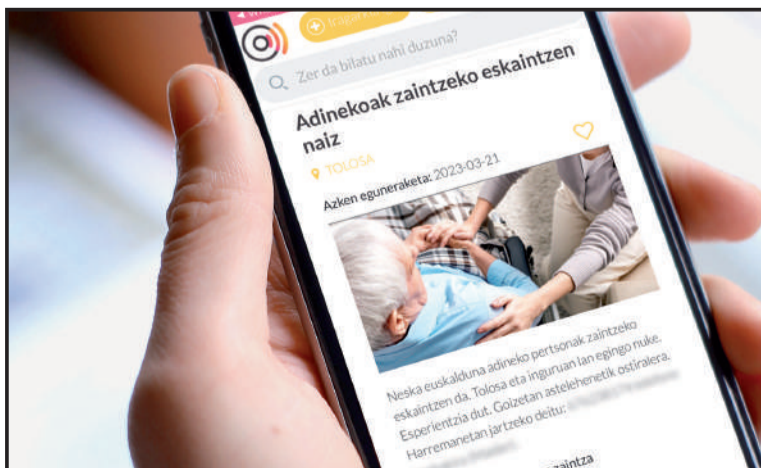 Zer da bilatu nahi duzuna?
Adinekoak zaintzeko eskaintzen
naiz
TOLOSA
Azken eguneraketa: 2023-03-21
Neska euskalduna adineko pertsonak zaintzeko
eskaintzen da. Tolosa eta inguruan lan egingo nuke.
Esperientzia dut. Goizetan astelehenetik ostiralera.
Harremanetan jartzeko deitu:
zaintza